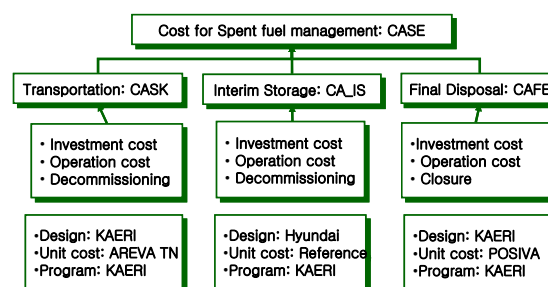 Cost for Spent fuel management: CASE
Transportation: CASK
Interim Storage: CA_IS
Final Disposal: CAFE
• Investment cost
• Operation cost
• Decommissioning
• Investment cost
• Operation cost
• Decommissioning
•Investment cost
•Operation cost
•Closure
•Design: KAERI
•Unit cost: AREVA TN
•Program: KAERI
•Design: Hyundai
•Unit cost: Reference
•Program: KAERI
•Design: KAERI
•Unit cost: POSIVA
•Program: KAERI